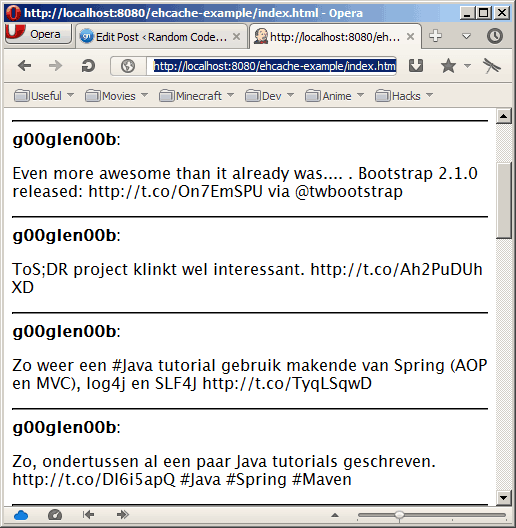 http://localhost:8080/ehcache-example/index.html - Opera
Opera
Edit Post ‹ Random Code...
http://localhost:8080/eh...
http://localhost:8080/ehcache-example/index.htm
Useful
Movies
Minecraft
Dev
Anime
Hacks
g00glen00b:
Even more awesome than it already was.... . Bootstrap 2.1.0
released: http://t.co/On7EmSPU via @twbootstrap
g00glen00b:
ToS;DR project klinkt wel interessant. http://t.co/Ah2PuDUh
XD
g00glen00b:
Zo weer een #Java tutorial gebruik makende van Spring (AOP
en MVC), log4j en SLF4J http://t.co/TyqLSqwD
g00glen00b:
Zo, ondertussen al een paar Java tutorials geschreven.
http://t.co/DI6i5apQ #Java #Spring #Maven